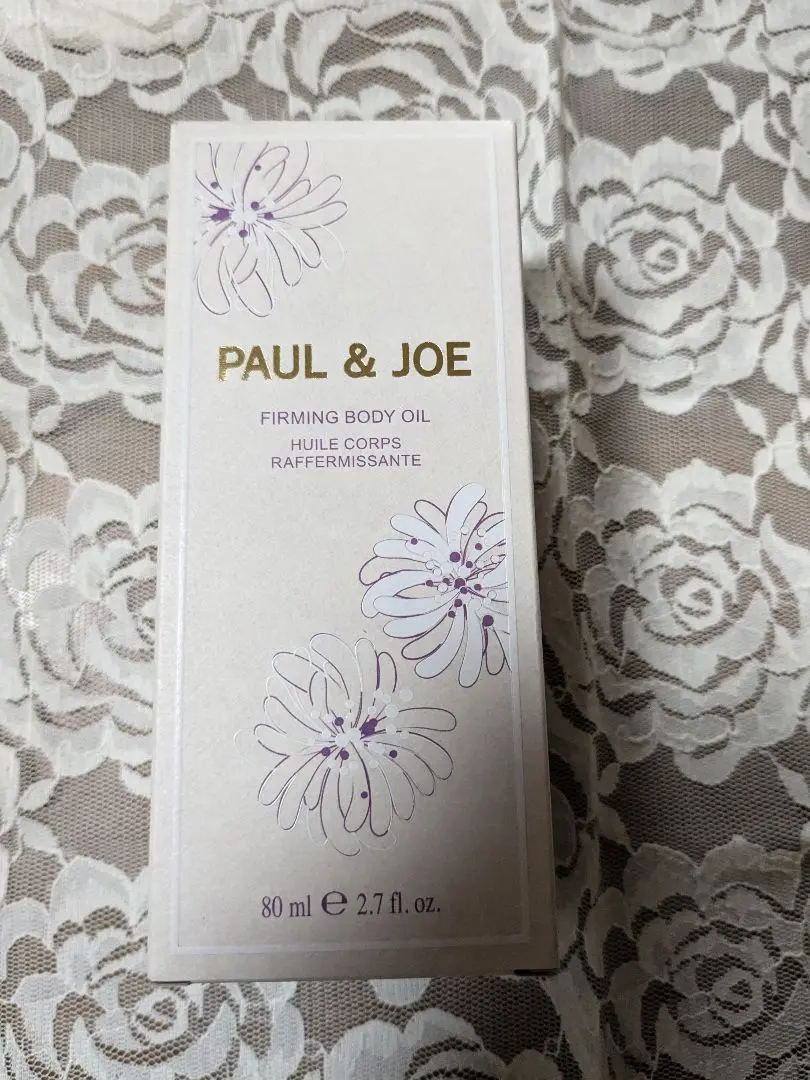 PAUL & JOE
FIRMING BODY OIL
HUILE CORPS
RAFFERMISSANTE
80 ml ℮ 2.7 fl. oz.